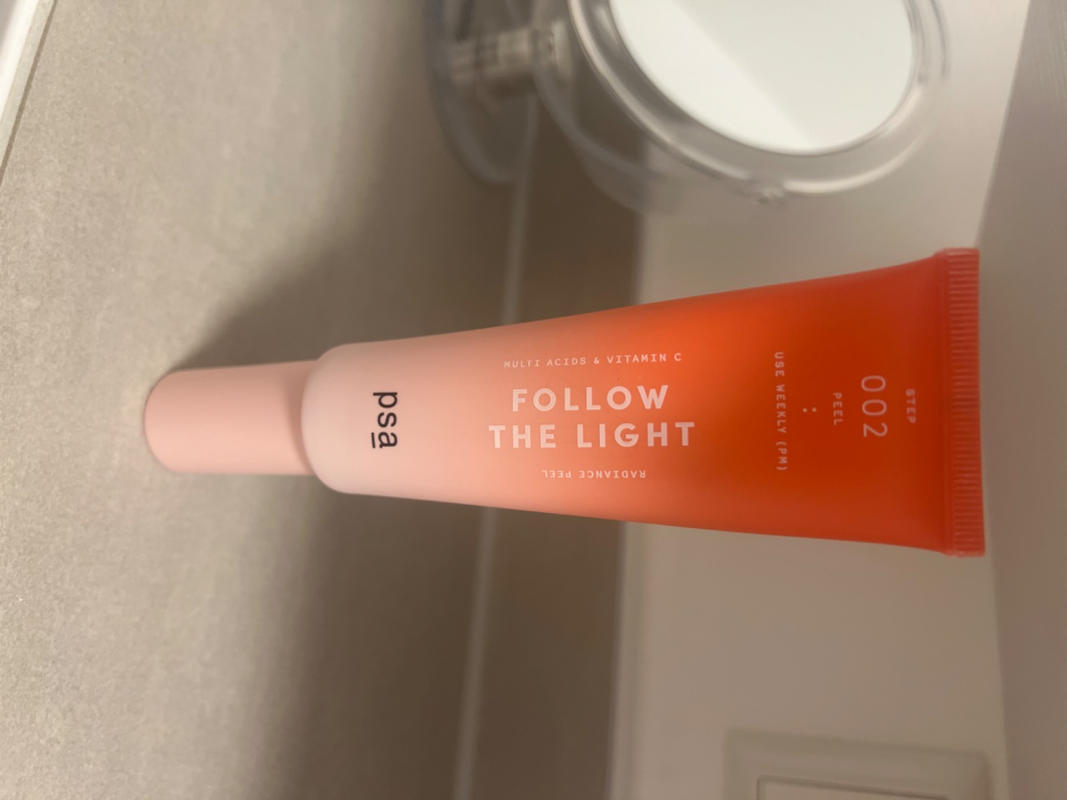 STEP
002
PEEL
:
USE WEEKLY (PM)
MULTI ACIDS & VITAMIN C
FOLLOW
THE LIGHT
RADIANCE PEEL
psa